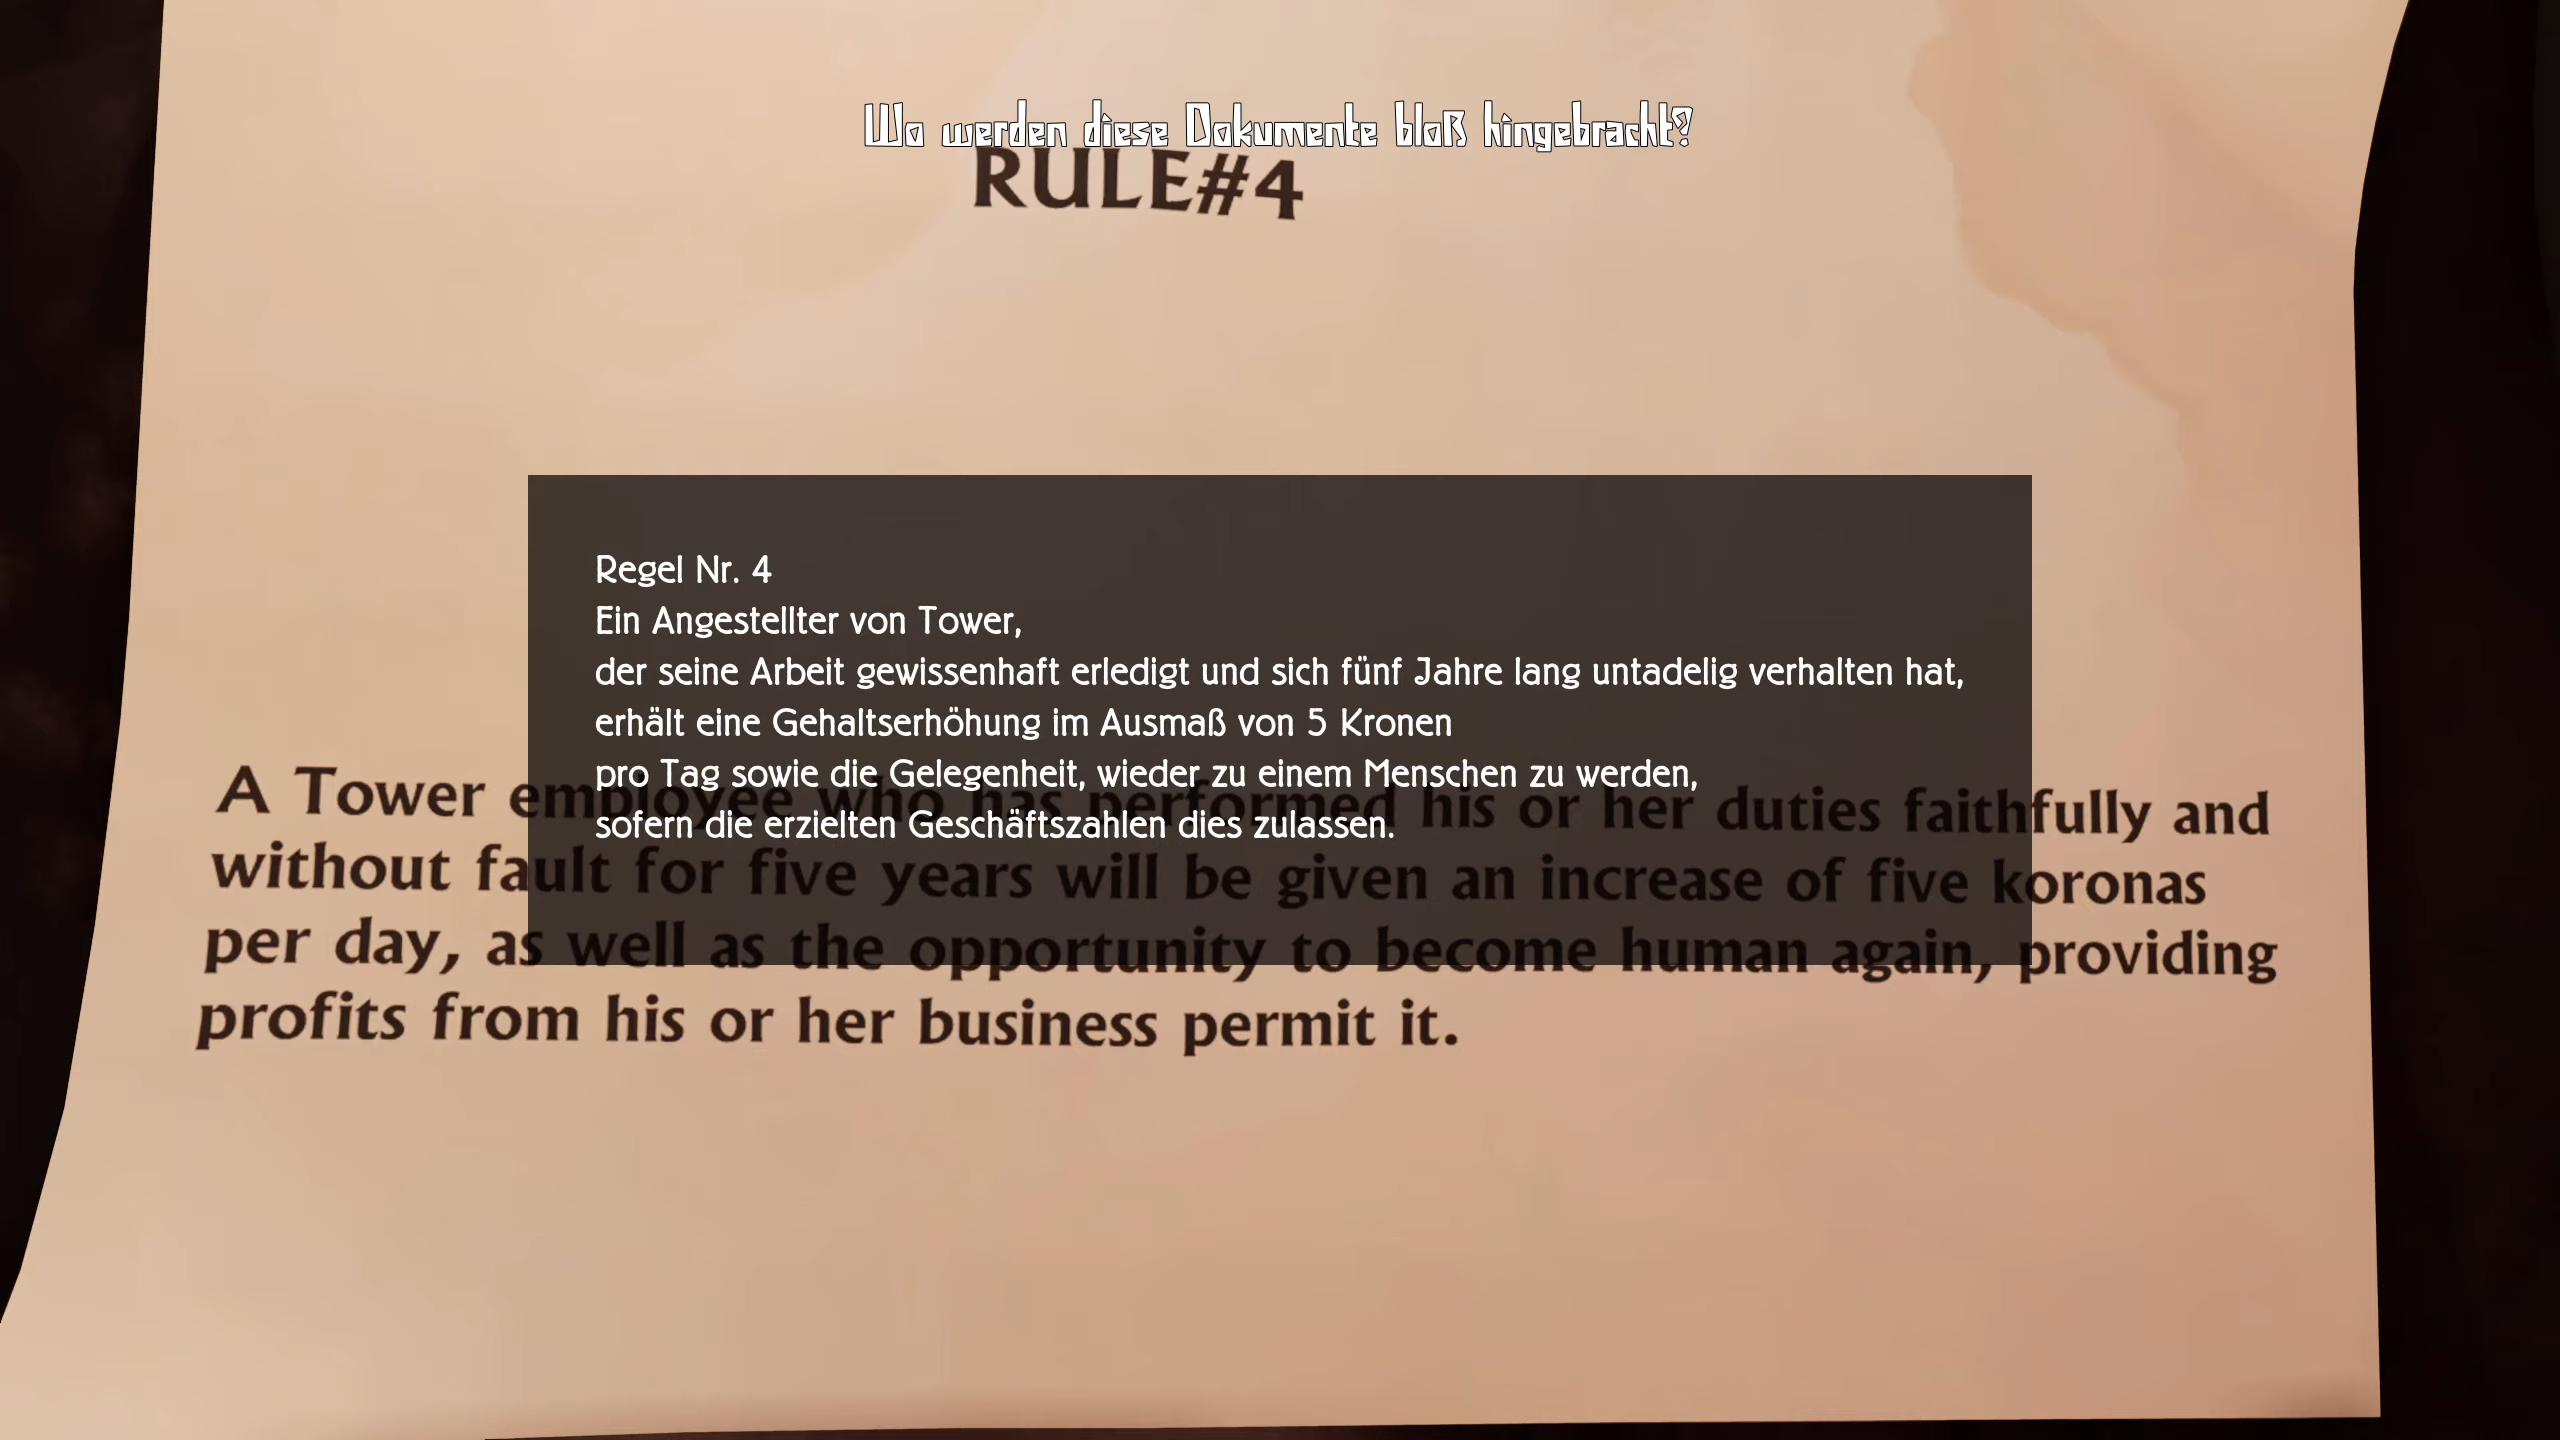 Wo werden diese Dokumente bloß hingebracht?
RULE#4
Regel Nr. 4
Ein Angestellter von Tower,
der seine Arbeit gewissenhaft erledigt und sich fünf Jahre lang untadelig verhalten hat,
erhält eine Gehaltserhöhung im Ausmaß von 5 Kronen
pro Tag sowie die Gelegenheit, wieder zu einem Menschen zu werden,
sofern die erzielten Geschäftszahlen dies zulassen.
A Tower employee who has performed his or her duties faithfully and
without fault for five years will be given an increase of five koronas
per day, as well as the opportunity to become human again, providing
profits from his or her business permit it.